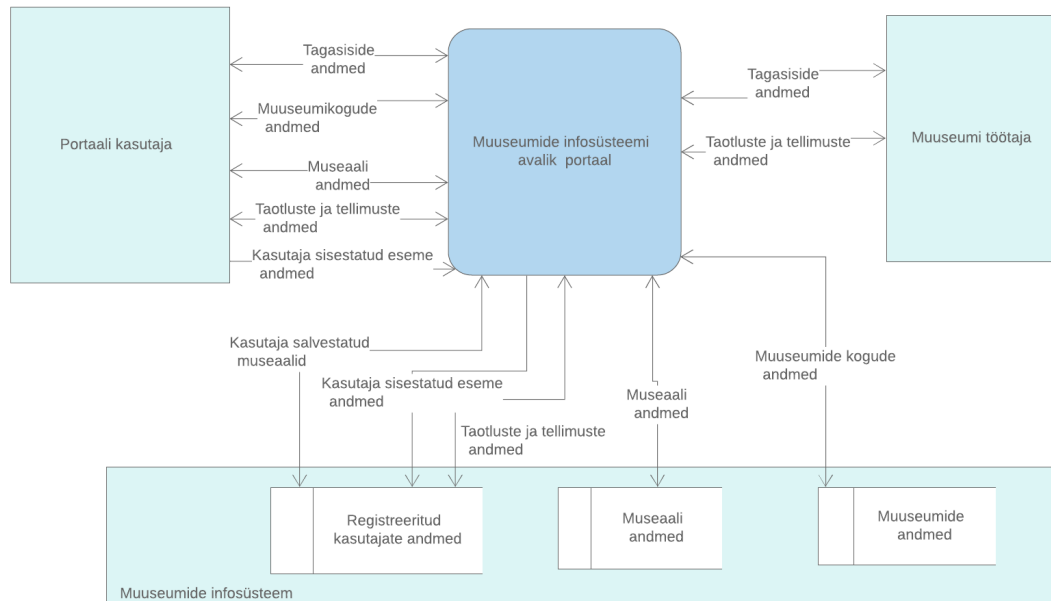 Portaali kasutaja
Tagasiside
andmed
Muuseumikogude
andmed
Museaali
andmed
Taotluste ja tellimuste
andmed
Kasutaja sisestatud eseme
andmed
Muuseumide infosüsteemi
avalik portaal
Tagasiside
andmed
Taotluste ja tellimuste
andmed
Muuseumi töötaja
Kasutaja salvestatud
museaalid
Kasutaja sisestatud eseme
andmed
Taotluste ja tellimuste
andmed
Museaali
andmed
Muuseumide kogude
andmed
Registreeritud
kasutajate andmed
Museaali
andmed
Muuseumide
andmed
Muuseumide infosüsteem